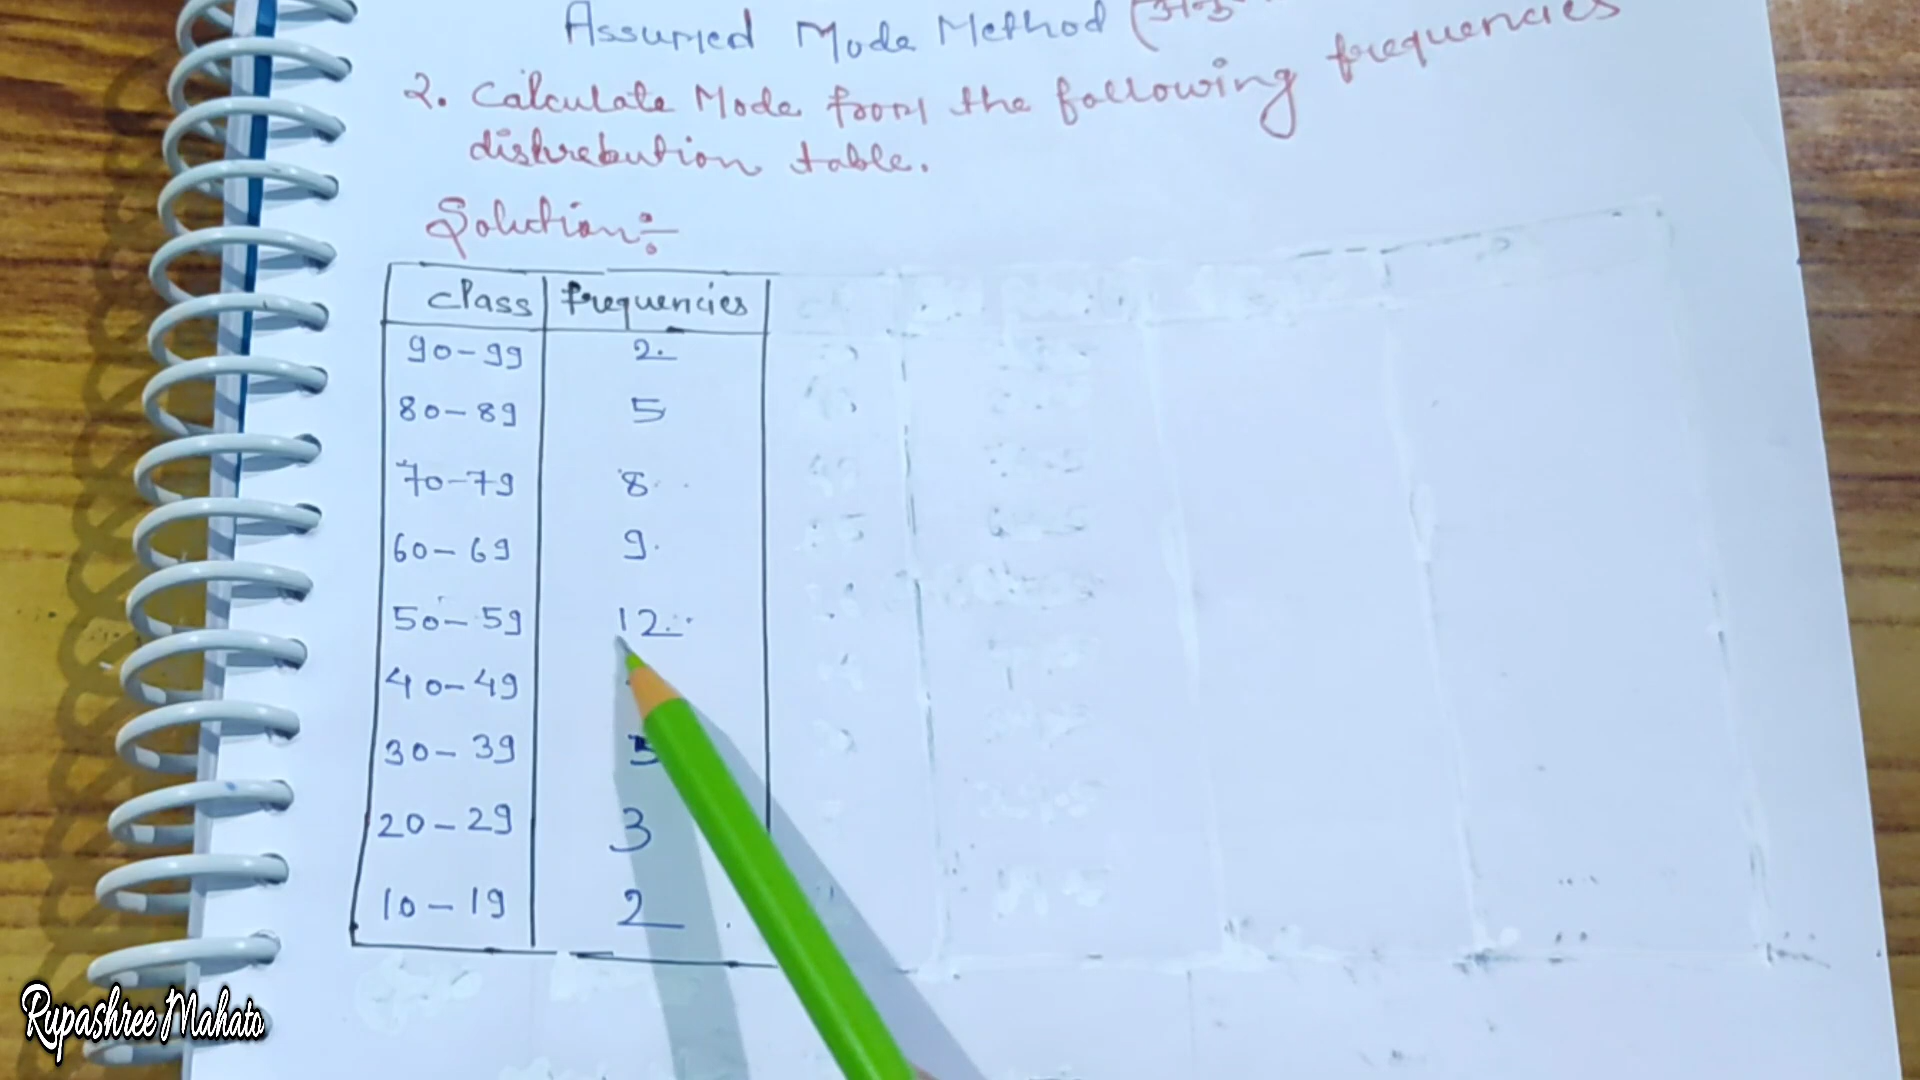 Assumed Mode Method
2. Calculate Mode from the following frequencies
distrebution table.
Solution:-
class frequencies
90-99 2
80-89 5
70-79 8
60-69 9
50-59 12
40-49
30-39 5
20-29 3
10-19 2
Rupashree Mahato